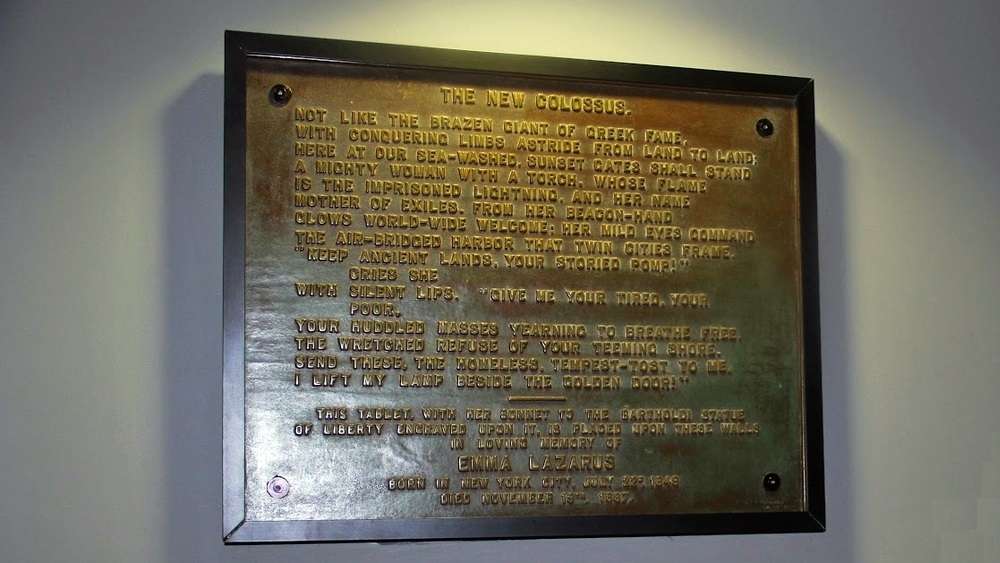 THE NEW COLOSSUS.
NOT LIKE THE BRAZEN GIANT OF GREEK FAME,
WITH CONQUERING LIMBS ASTRIDE FROM LAND TO LAND;
HERE AT OUR SEA-WASHED, SUNSET GATES SHALL STAND
A MIGHTY WOMAN WITH A TORCH, WHOSE FLAME
IS THE IMPRISONED LIGHTNING, AND HER NAME
MOTHER OF EXILES. FROM HER BEACON-HAND
GLOWS WORLD-WIDE WELCOME; HER MILD EYES COMMAND
THE AIR-BRIDGED HARBOR THAT TWIN CITIES FRAME.
"KEEP ANCIENT LANDS, YOUR STORIED POMP!"
CRIES SHE
WITH SILENT LIPS. "GIVE ME YOUR TIRED, YOUR
POOR,
YOUR HUDDLED MASSES YEARNING TO BREATHE FREE,
THE WRETCHED REFUSE OF YOUR TEEMING SHORE.
SEND THESE, THE HOMELESS, TEMPEST-TOST TO ME,
I LIFT MY LAMP BESIDE THE GOLDEN DOOR!"
THIS TABLET, WITH HER SONNET TO THE BARTHOLDI STATUE
OF LIBERTY ENGRAVED UPON IT, IS PLACED UPON THESE WALLS
IN LOVING MEMORY OF
EMMA LAZARUS
BORN IN NEW YORK CITY, JULY 22D, 1849
DIED NOVEMBER 19TH, 1887.